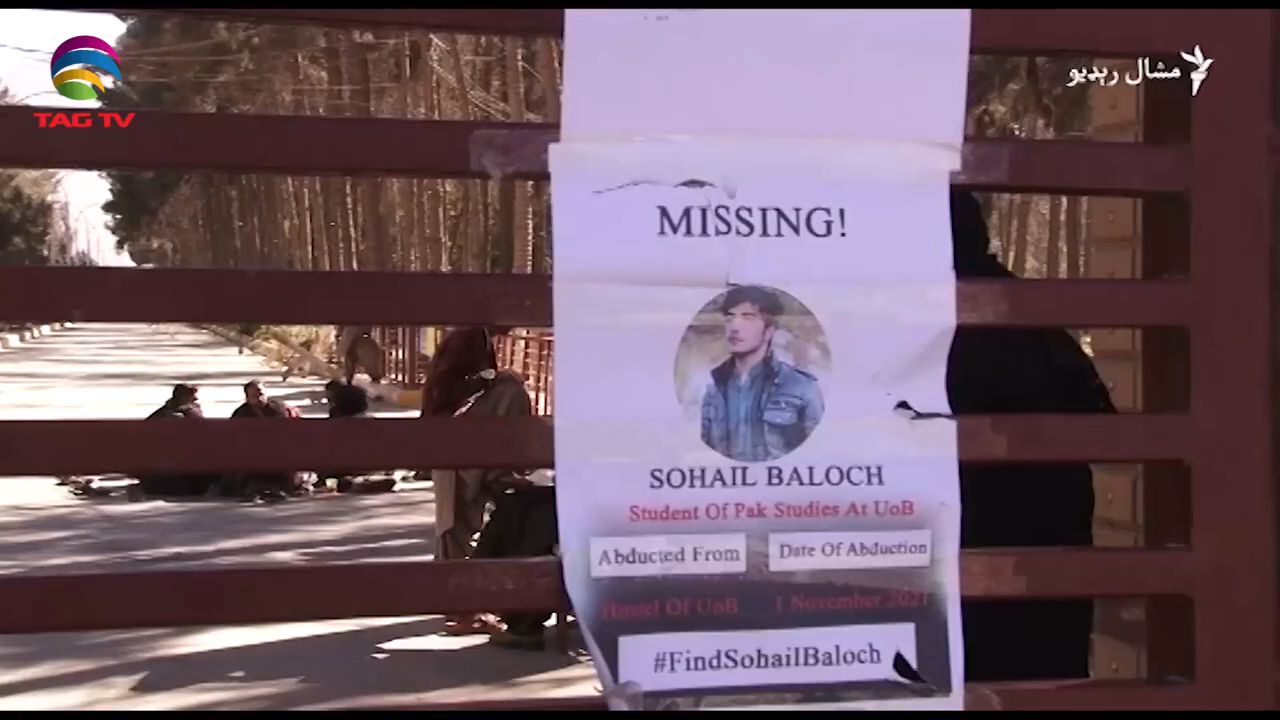 TAG TV
مشال رېډیو
MISSING!
SOHAIL BALOCH
Student Of Pak Studies At UoB
Abducted From
Date Of Abduction
Hostel Of UoB
1 November 2021
#FindSohailBaloch